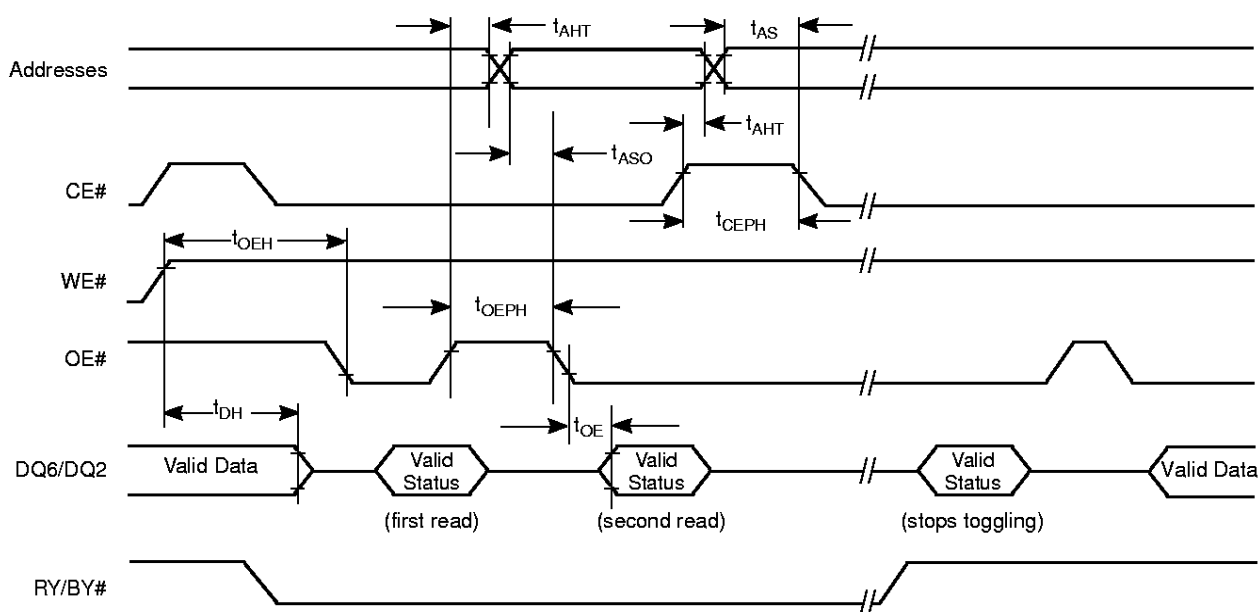 tAHT
tAS
Addresses
tAHT
tASO
CE#
tCEPH
tOEH
WE#
tOEPH
OE#
tDH
tOE
DQ6/DQ2
Valid Data
Valid
Status
Valid
Status
Valid
Status
Valid Data
(first read)
(second read)
(stops toggling)
RY/BY#